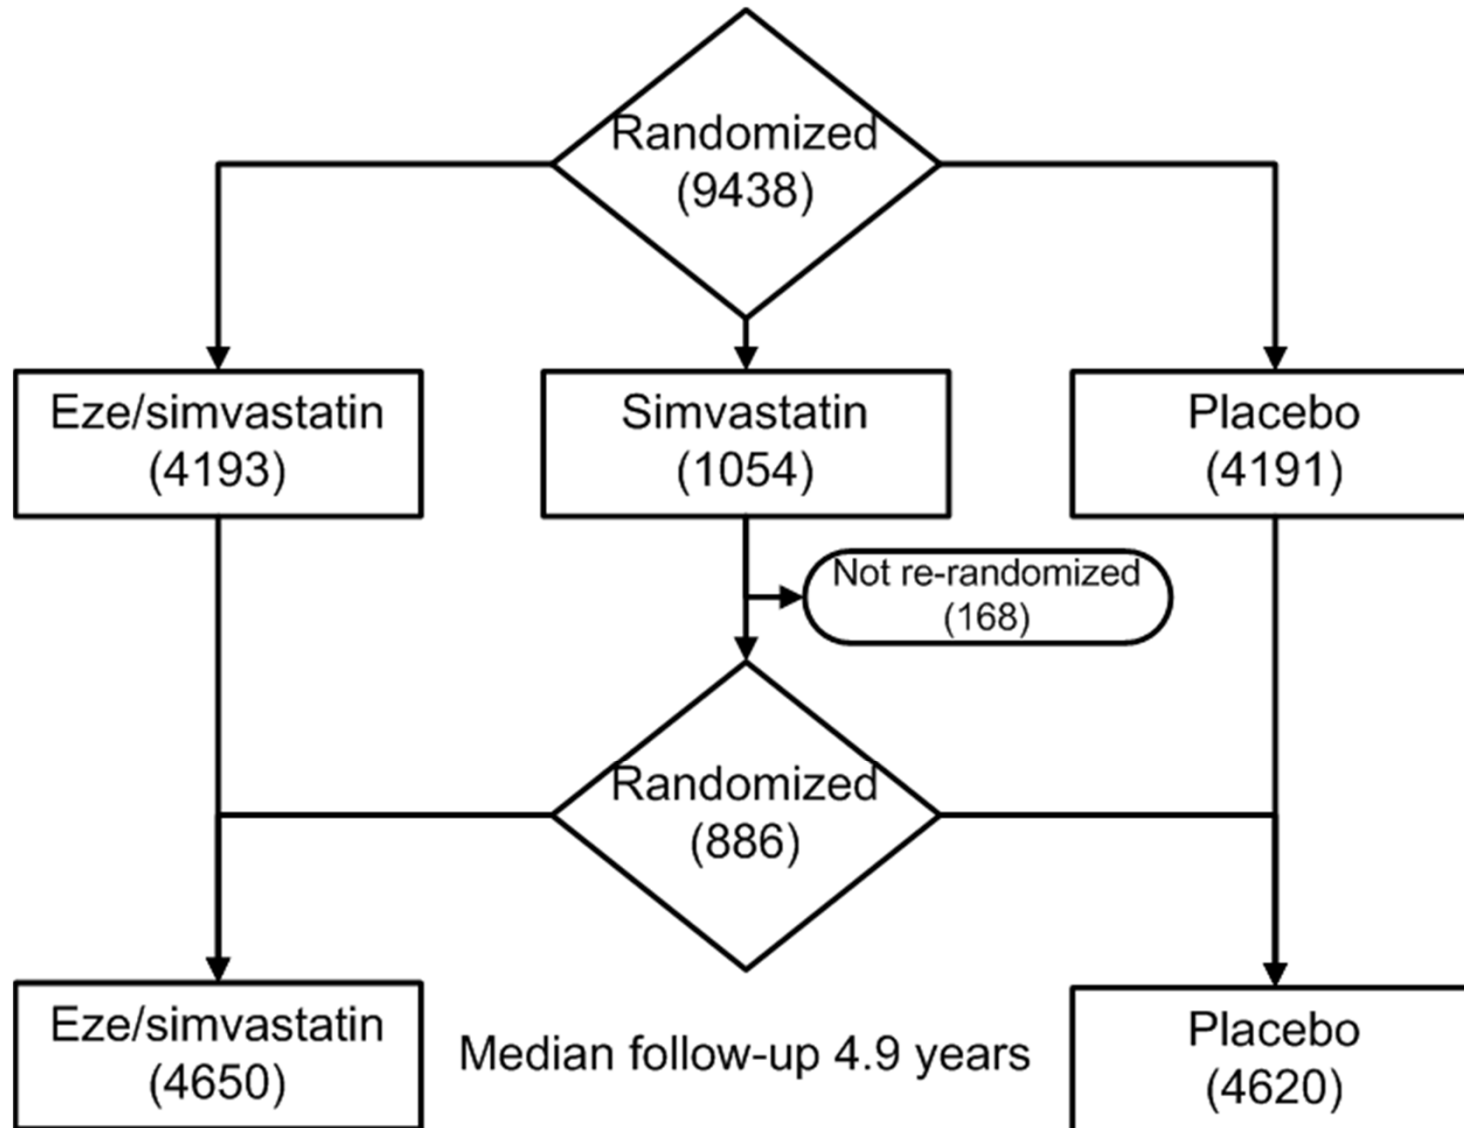 Randomized
(9438)
Eze/simvastatin
(4193)
Simvastatin
(1054)
Placebo
(4191)
Not re-randomized
(168)
Randomized
(886)
Eze/simvastatin
(4650)
Median follow-up 4.9 years
Placebo
(4620)